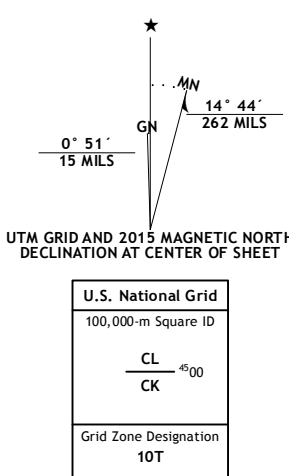 ★
MN
14° 44´
262 MILS
GN
0° 51´
15 MILS
UTM GRID AND 2015 MAGNETIC NORTH
DECLINATION AT CENTER OF SHEET
U.S. National Grid
100,000-m Square ID
CL
4500
CK
Grid Zone Designation
10T